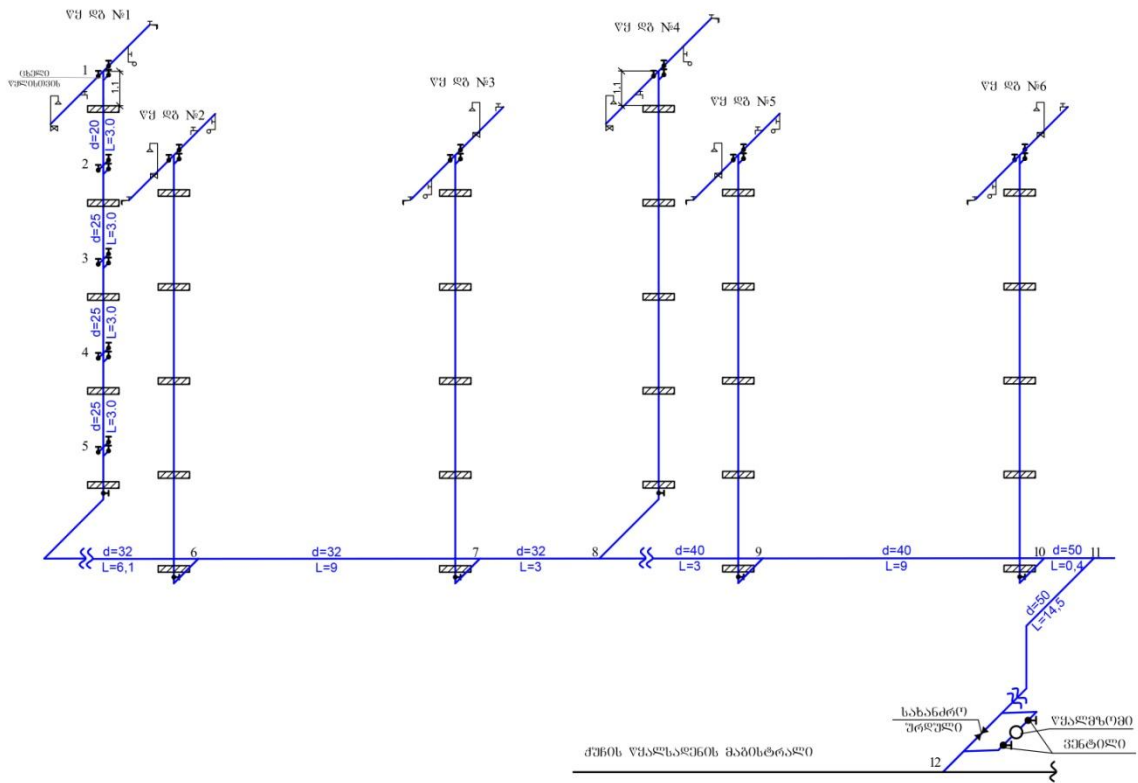 წყ დგ №1
წყ დგ №4
1
ცხელი
წყლისთვის
1.1
1.1
წყ დგ №2
წყ დგ №3
წყ დგ №5
წყ დგ №6
d=20
L=3.0
2
d=25
L=3.0
3
d=25
L=3.0
4
d=25
L=3.0
5
d=32
L=6,1
6
d=32
L=9
7
d=32
L=3
8
d=40
L=3
9
d=40
L=9
10
d=50
L=0,4
11
d=50
L=14,5
სახანძრო
ურდული
წყალმზომი
ვენტილი
ქუჩის წყალსადენის მაგისტრალი
12